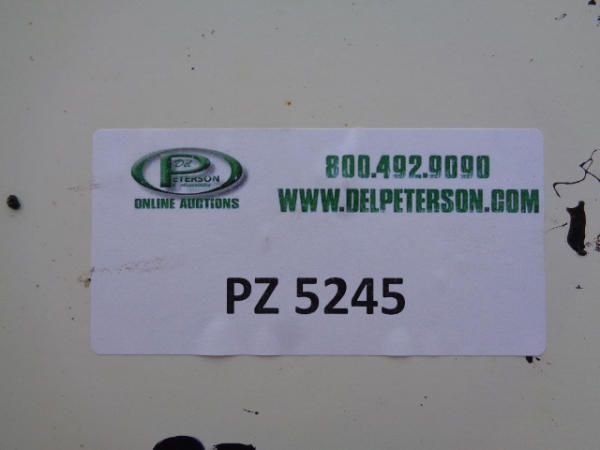 Del
PETERSON
ONLINE AUCTIONS
800.492.9090
WWW.DELPETERSON.COM
PZ 5245